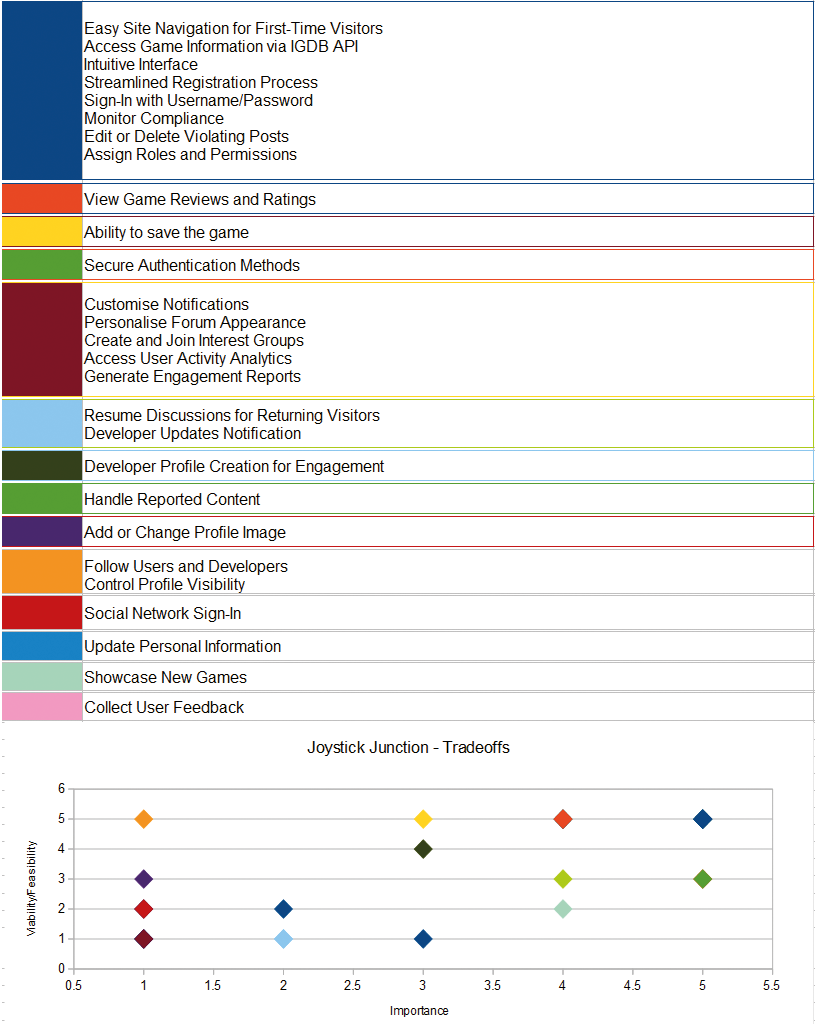 Easy Site Navigation for First-Time Visitors
Access Game Information via IGDB API
Intuitive Interface
Streamlined Registration Process
Sign-In with Username/Password
Monitor Compliance
Edit or Delete Violating Posts
Assign Roles and Permissions
View Game Reviews and Ratings
Ability to save the game
Secure Authentication Methods
Customise Notifications
Personalise Forum Appearance
Create and Join Interest Groups
Access User Activity Analytics
Generate Engagement Reports
Resume Discussions for Returning Visitors
Developer Updates Notification
Developer Profile Creation for Engagement
Handle Reported Content
Add or Change Profile Image
Follow Users and Developers
Control Profile Visibility
Social Network Sign-In
Update Personal Information
Showcase New Games
Collect User Feedback
Joystick Junction - Tradeoffs
6
5
4
3
2
1
0
Viability/Feasibility
0.5 1 1.5 2 2.5 3 3.5 4 4.5 5 5.5
Importance